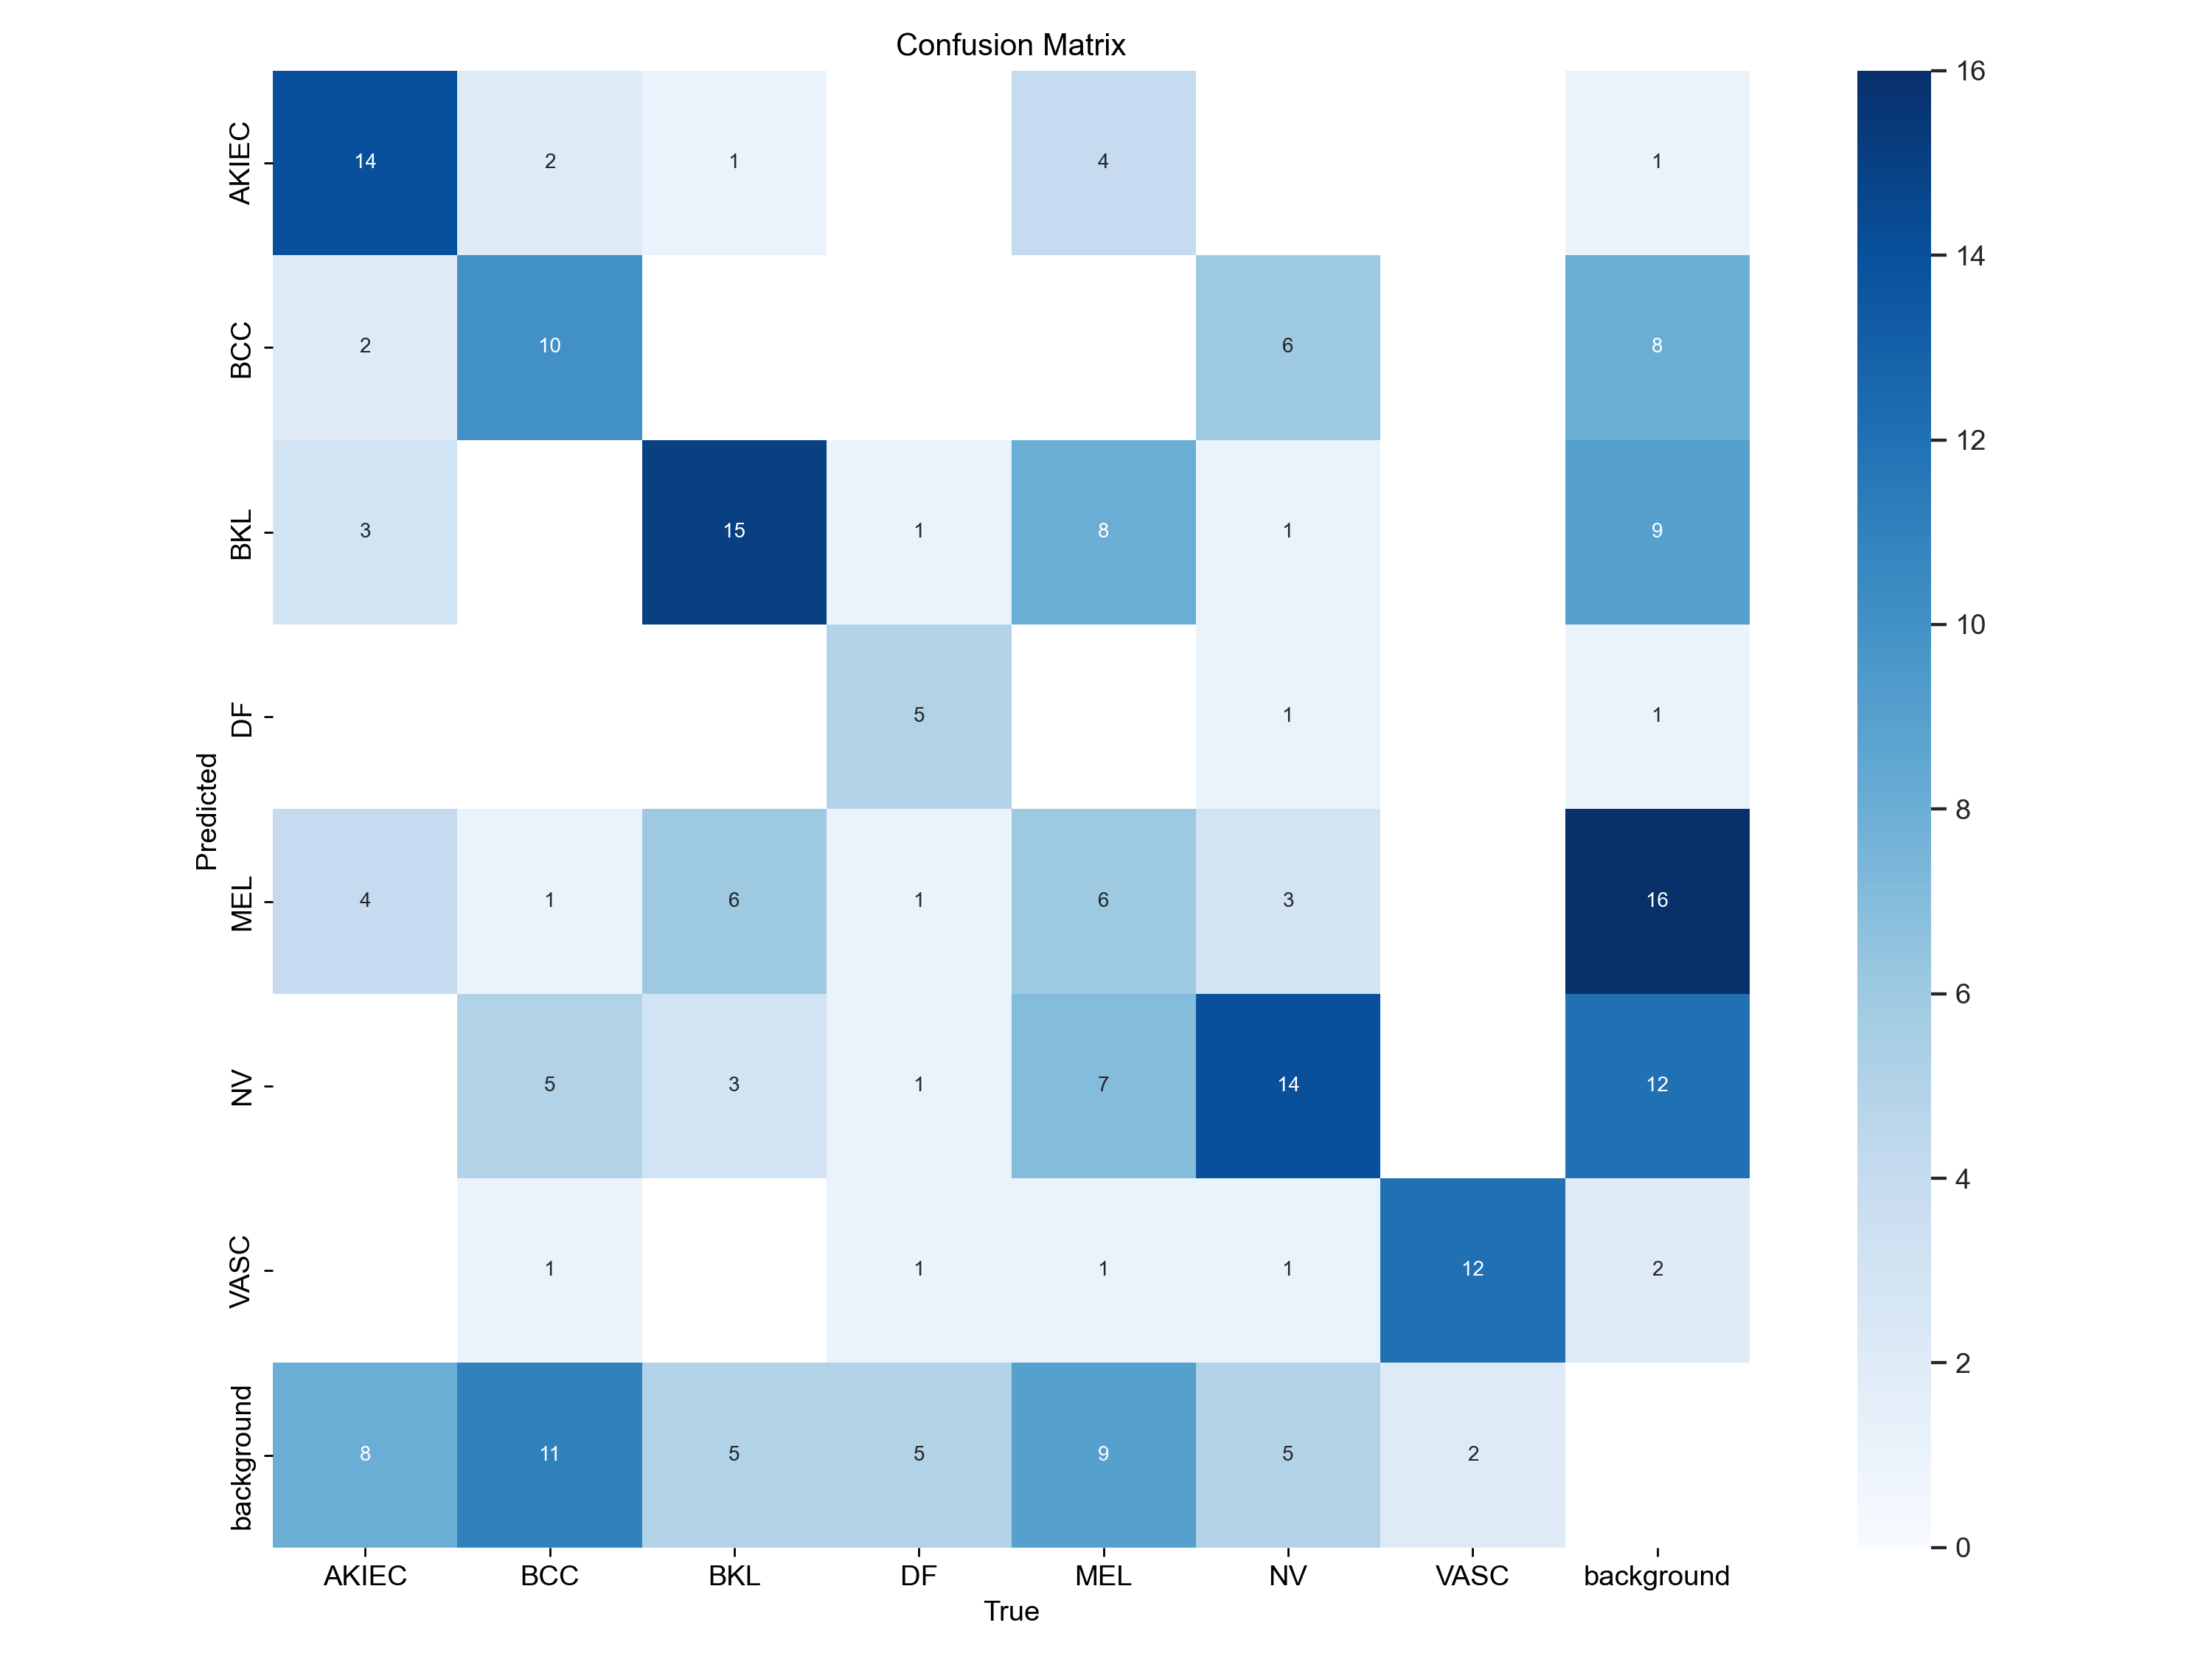 Confusion Matrix
AKIEC 14 2 1 4 1
BCC 2 10 6 8
BKL 3 15 1 8 1 9
DF 5 1 1
MEL 4 1 6 1 6 3 16
NV 5 3 1 7 14 12
VASC 1 1 1 1 12 2
background 8 11 5 5 9 5 2
AKIEC BCC BKL DF MEL NV VASC background
True
Predicted
16
14
12
10
8
6
4
2
0